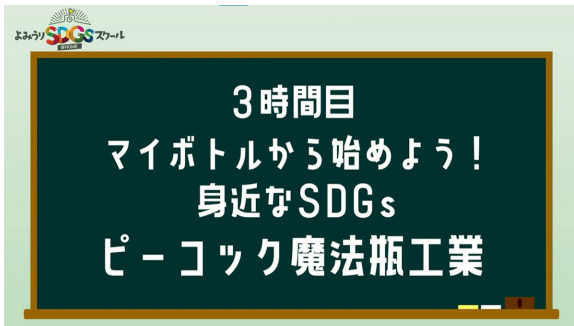 よみうりSDGsスクール
@HOME
3時間目
マイボトルから始めよう!
身近なSDGs
ピーコック魔法瓶工業